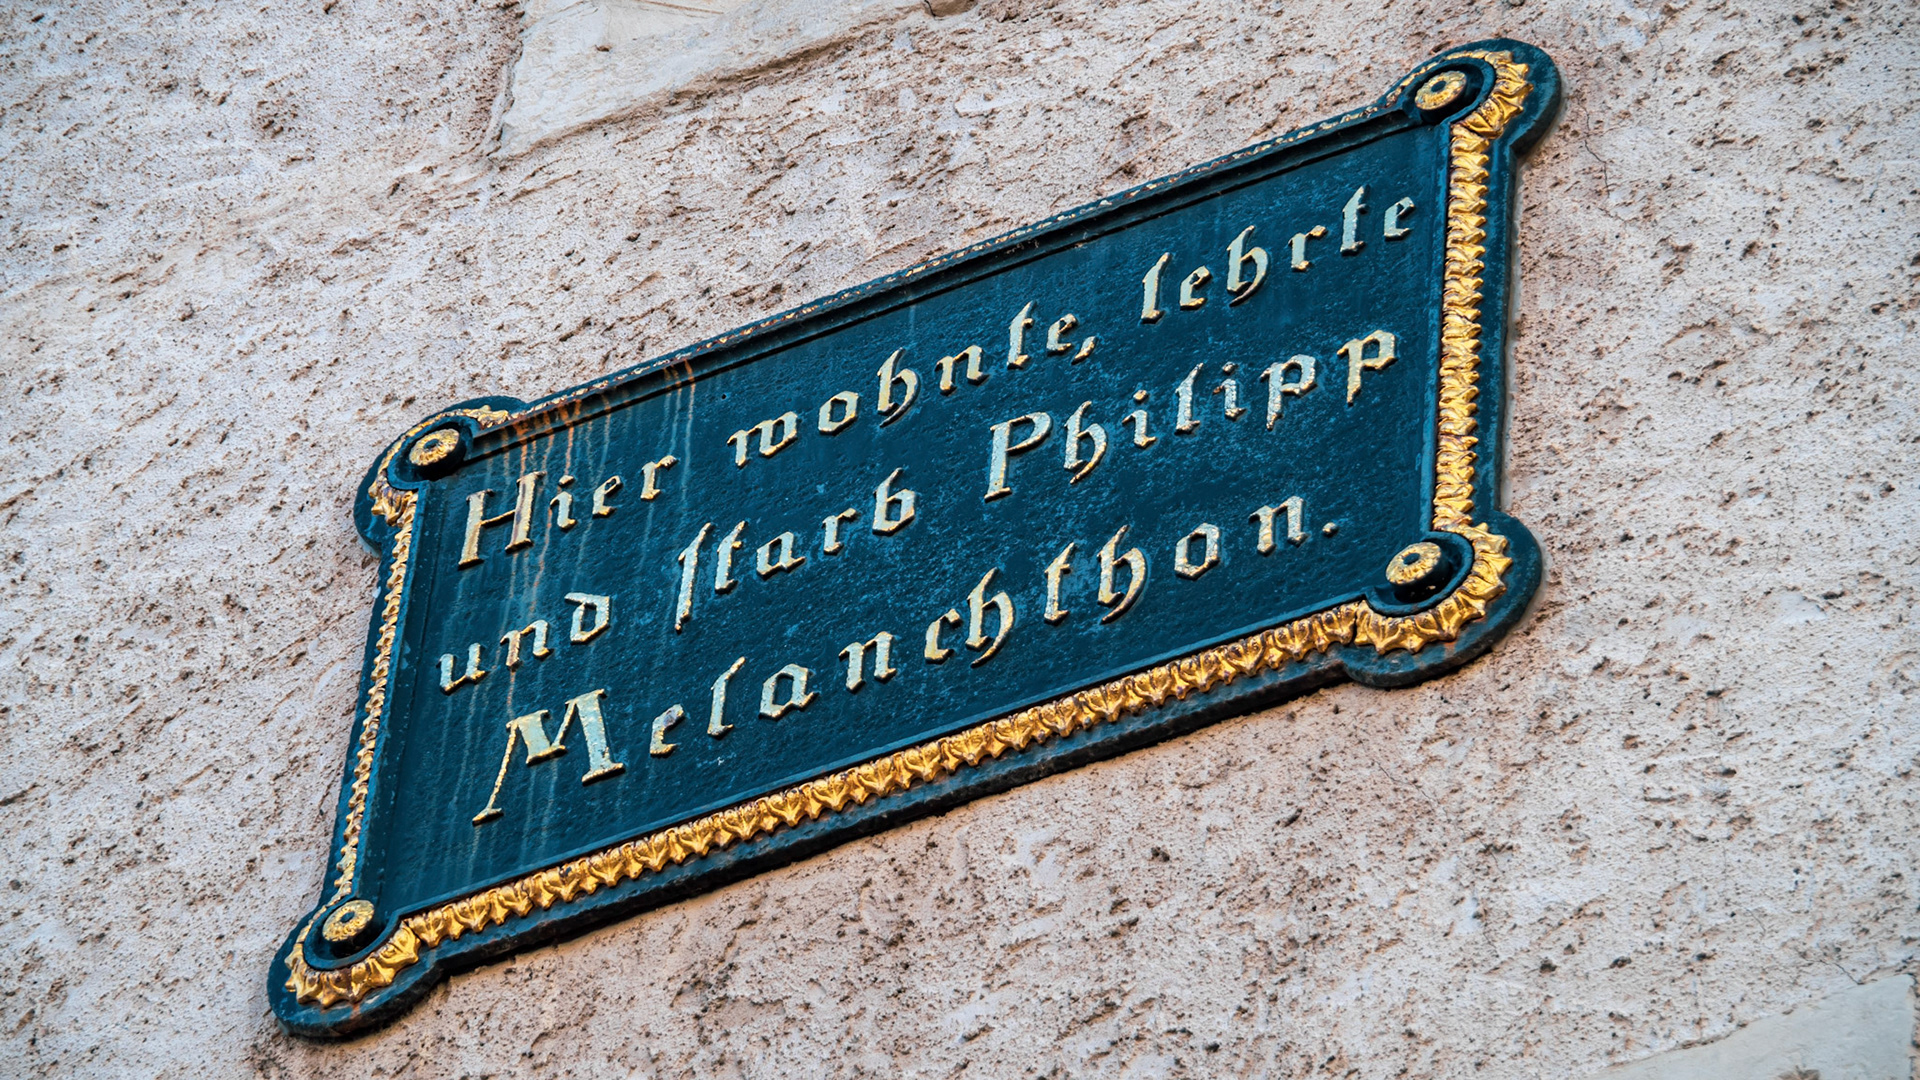 Hier wohnte, lehrte
und ſtarb Philipp
Melanchthon.